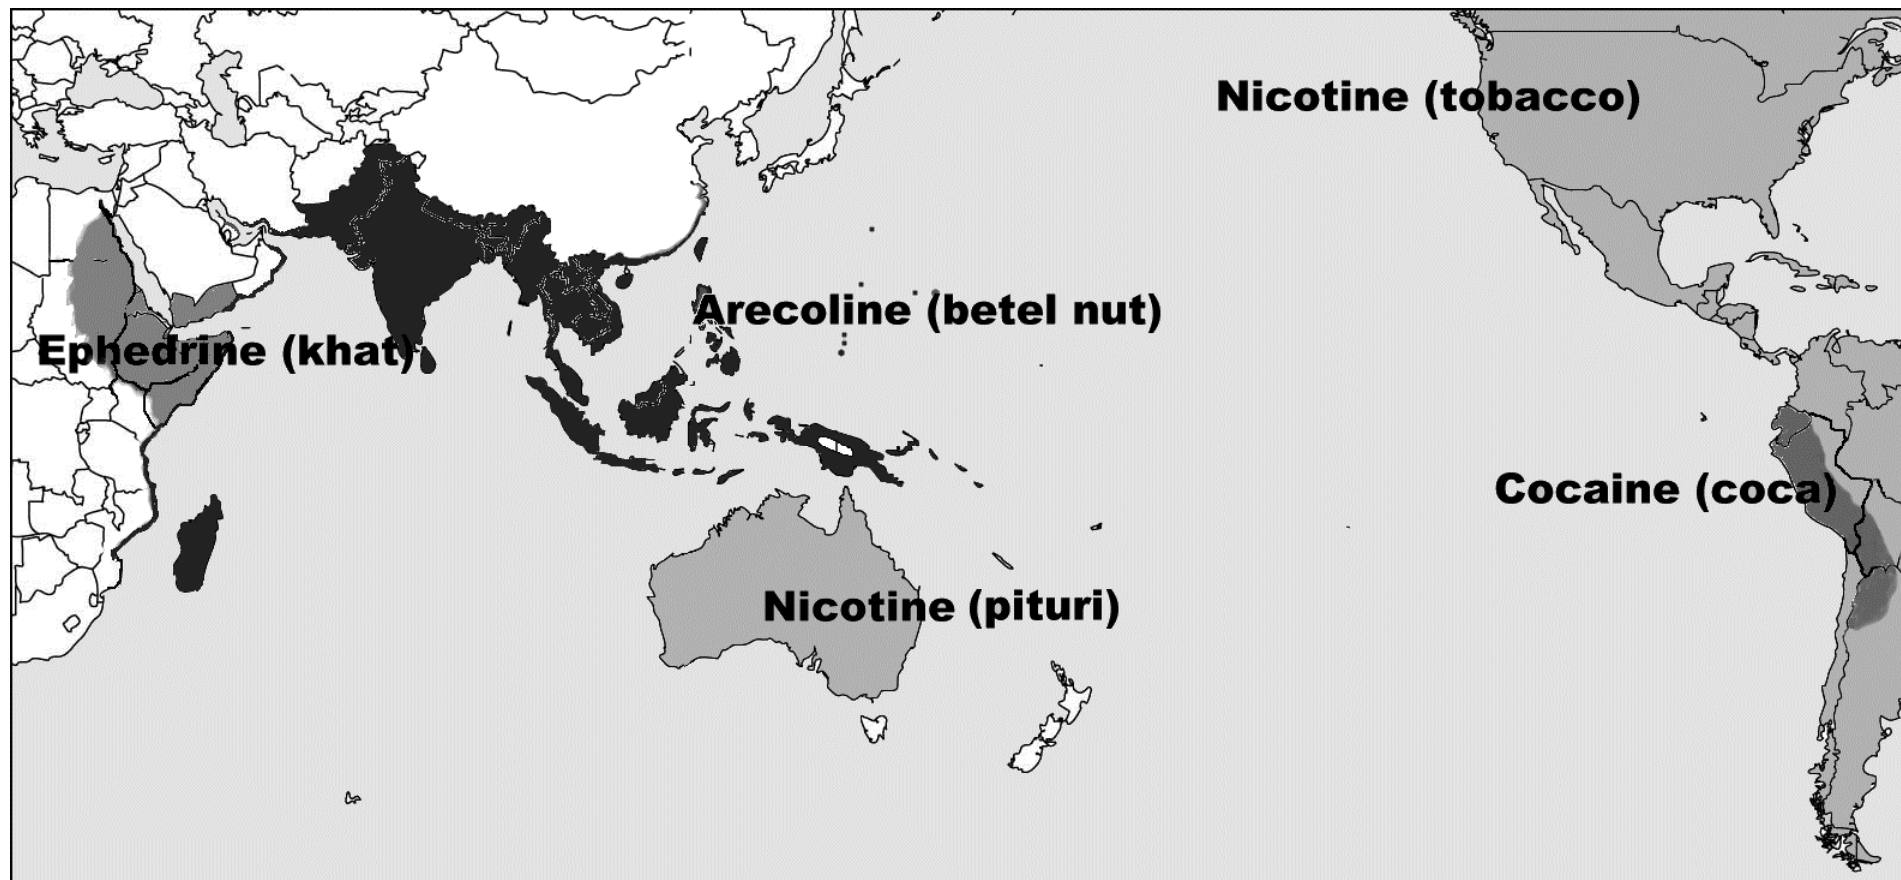 Nicotine (tobacco)
Arecoline (betel nut)
Ephedrine (khat)
Cocaine (coca)
Nicotine (pituri)